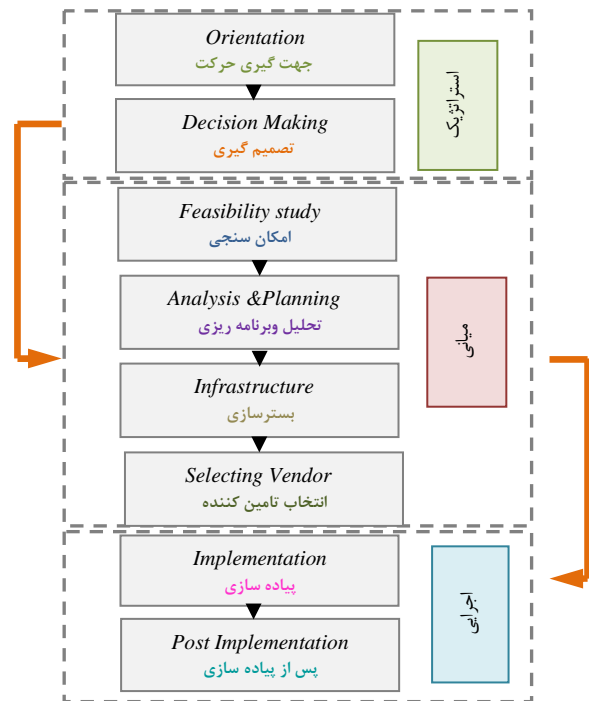 Orientation
جهت گیری حرکت
Decision Making
تصمیم گیری
استراتژیک
Feasibility study
امکان سنجی
Analysis &Planning
تحلیل وبرنامه ریزی
Infrastructure
بسترسازی
Selecting Vendor
انتخاب تامین کننده
میانی
Implementation
پیاده سازی
Post Implementation
پس از پیاده سازی
اجرایی